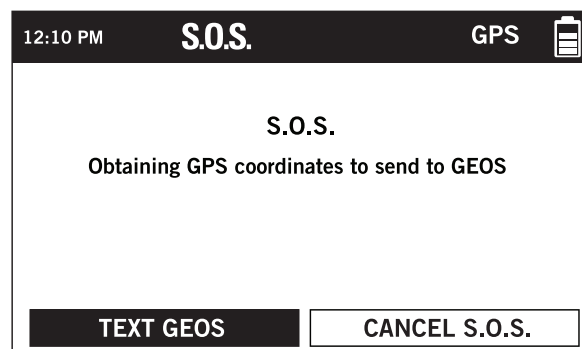 12:10 PM S.O.S. GPS
S.O.S.
Obtaining GPS coordinates to send to GEOS
TEXT GEOS CANCEL S.O.S.